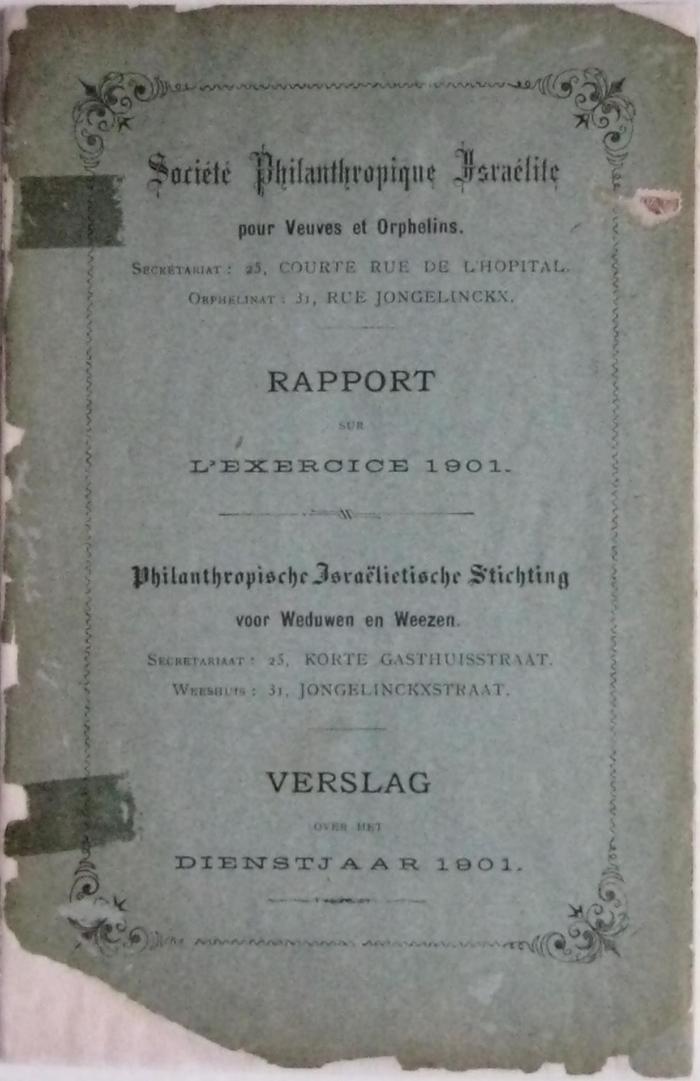 Société Philanthropique Israélite
pour Veuves et Orphelins.
SECRÉTARIAT : 25, COURTE RUE DE L'HOPITAL.
ORPHELINAT : 31, RUE JONGELINCKX.
RAPPORT
SUR
L'EXERCICE 1901.
Philanthropische Israëlietische Stichting
voor Weduwen en Weezen.
SECRETARIAAT : 25, KORTE GASTHUISSTRAAT.
WEESHUIS : 31, JONGELINCKXSTRAAT.
VERSLAG
OVER HET
DIENSTJAAR 1901.